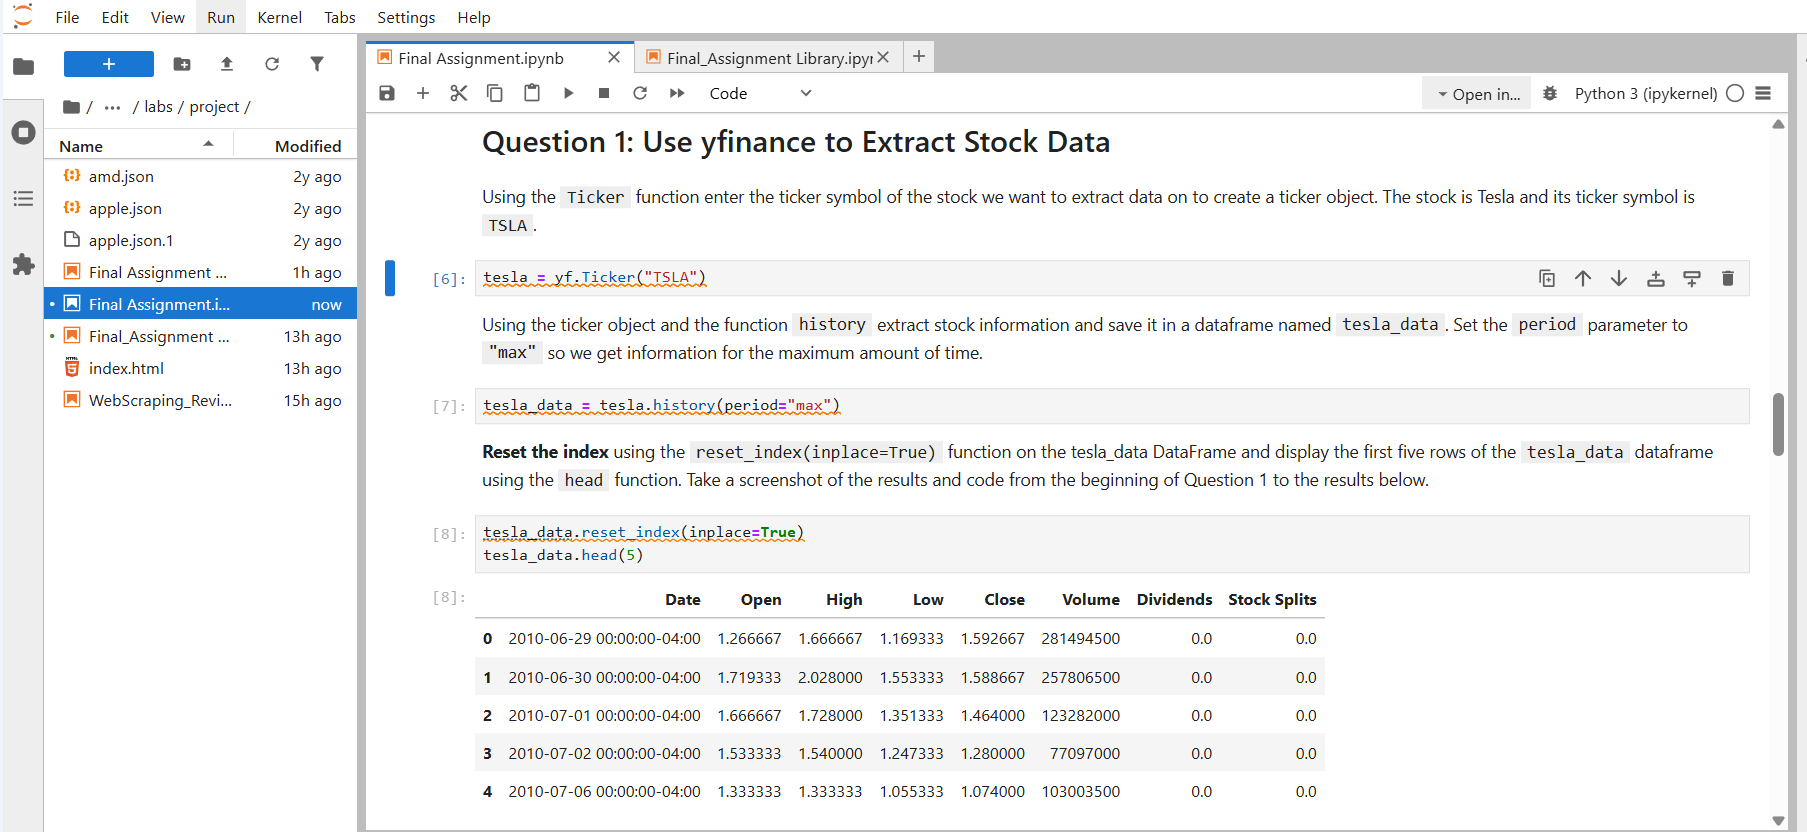 File Edit View Run Kernel Tabs Settings Help
+
/ ... / labs / project /
Name Modified
amd.json 2y ago
apple.json 2y ago
apple.json.1 2y ago
Final Assignment ... 1h ago
Final Assignment.i... now
Final_Assignment ... 13h ago
index.html 13h ago
WebScraping_Revi... 15h ago
Final Assignment.ipynb Final_Assignment Library.ipyr
Code Open in... Python 3 (ipykernel)
Question 1: Use yfinance to Extract Stock Data
Using the Ticker function enter the ticker symbol of the stock we want to extract data on to create a ticker object. The stock is Tesla and its ticker symbol is
TSLA .
[6]: tesla = yf.Ticker("TSLA")
Using the ticker object and the function history extract stock information and save it in a dataframe named tesla_data . Set the period parameter to
"max" so we get information for the maximum amount of time.
[7]: tesla_data = tesla.history(period="max")
Reset the index using the reset_index(inplace=True) function on the tesla_data DataFrame and display the first five rows of the tesla_data dataframe
using the head function. Take a screenshot of the results and code from the beginning of Question 1 to the results below.
[8]: tesla_data.reset_index(inplace=True)
tesla_data.head(5)
[8]: Date Open High Low Close Volume Dividends Stock Splits
0 2010-06-29 00:00:00-04:00 1.266667 1.666667 1.169333 1.592667 281494500 0.0 0.0
1 2010-06-30 00:00:00-04:00 1.719333 2.028000 1.553333 1.588667 257806500 0.0 0.0
2 2010-07-01 00:00:00-04:00 1.666667 1.728000 1.351333 1.464000 123282000 0.0 0.0
3 2010-07-02 00:00:00-04:00 1.533333 1.540000 1.247333 1.280000 77097000 0.0 0.0
4 2010-07-06 00:00:00-04:00 1.333333 1.333333 1.055333 1.074000 103003500 0.0 0.0